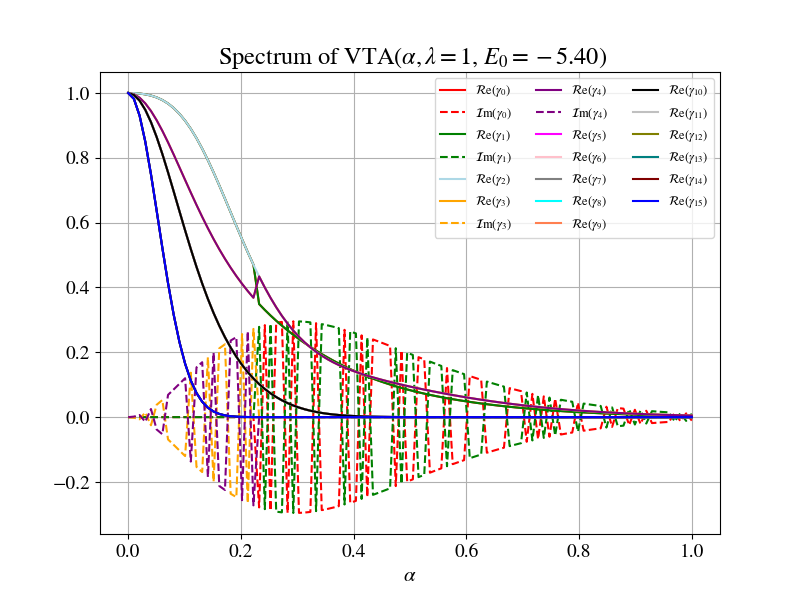 Spectrum of VTA(α, λ = 1, E₀ = −5.40)
Re(γ₀)
Im(γ₀)
Re(γ₁)
Im(γ₁)
Re(γ₂)
Re(γ₃)
Im(γ₃)
Re(γ₄)
Im(γ₄)
Re(γ₅)
Re(γ₆)
Re(γ₇)
Re(γ₈)
Re(γ₉)
Re(γ₁₀)
Re(γ₁₁)
Re(γ₁₂)
Re(γ₁₃)
Re(γ₁₄)
Re(γ₁₅)
1.0
0.8
0.6
0.4
0.2
0.0
−0.2
0.0 0.2 0.4 0.6 0.8 1.0
α